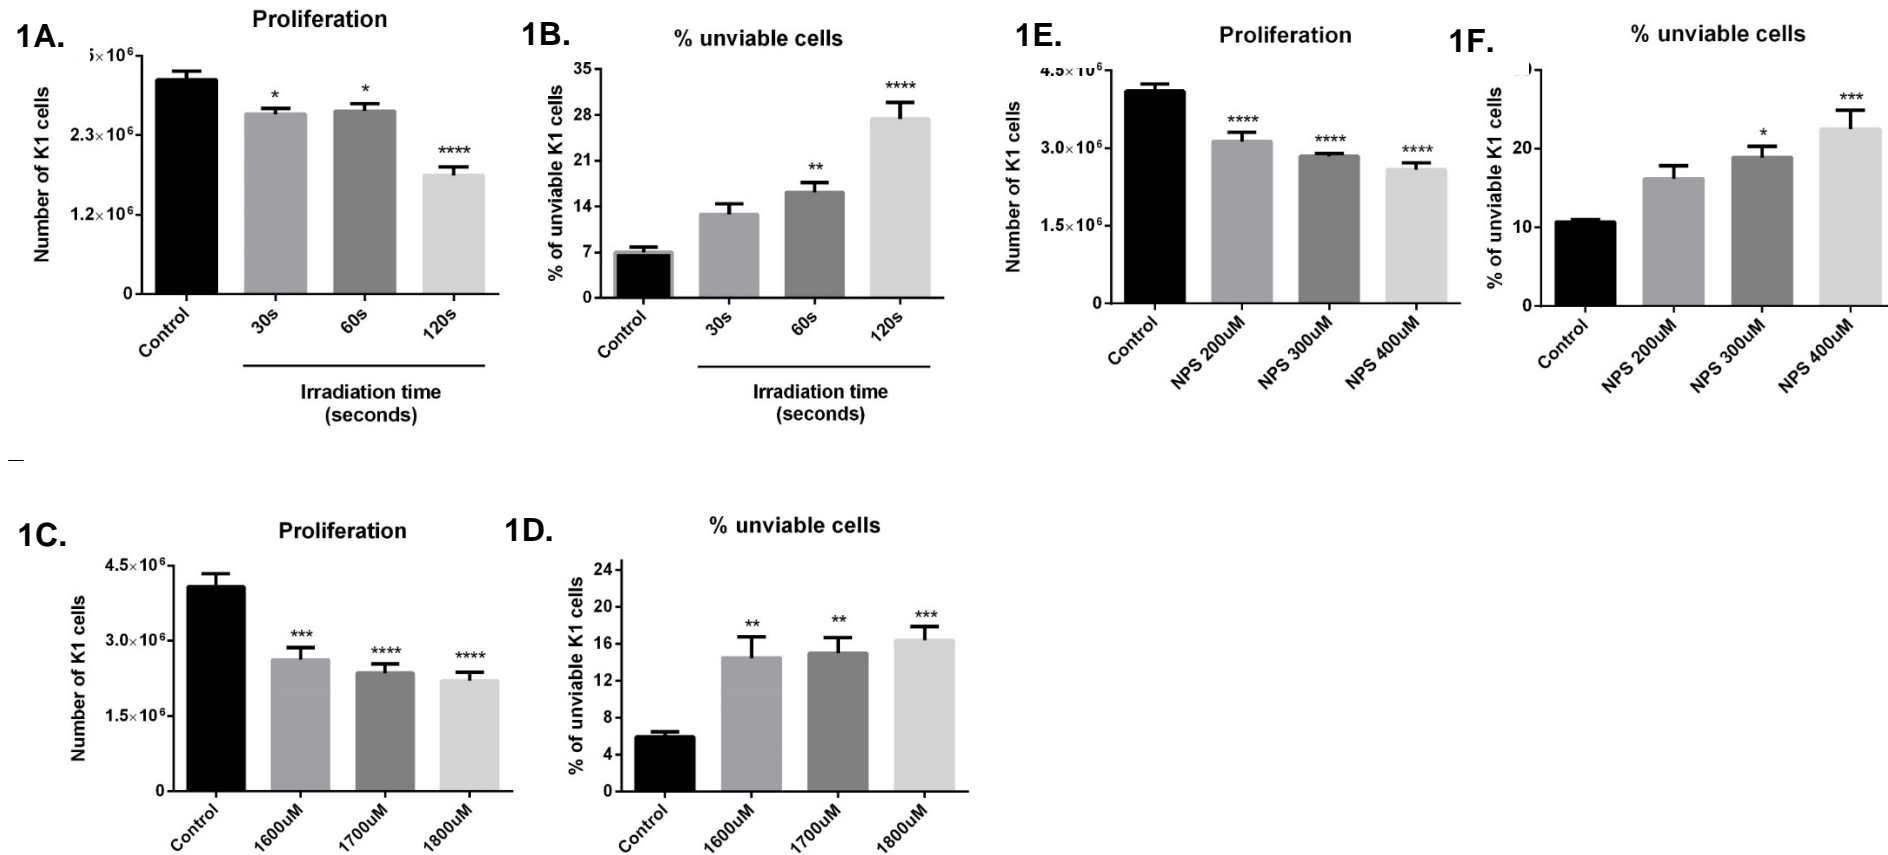 1A.
Proliferation
5×10⁶
2.3×10⁶
1.2×10⁶
0
Number of K1 cells
*
*
****
Control
30s
60s
120s
Irradiation time
(seconds)
1B.
% unviable cells
35
28
21
14
7
0
% of unviable K1 cells
**
****
Control
30s
60s
120s
Irradiation time
(seconds)
1E.
Proliferation
4.5×10⁶
3.0×10⁶
1.5×10⁶
0
Number of K1 cells
****
****
****
Control
NPS 200uM
NPS 300uM
NPS 400uM
1F.
% unviable cells
20
10
0
% of unviable K1 cells
*
***
Control
NPS 200uM
NPS 300uM
NPS 400uM
1C.
Proliferation
4.5×10⁶
3.0×10⁶
1.5×10⁶
0
Number of K1 cells
***
****
****
Control
1600uM
1700uM
1800uM
1D.
% unviable cells
24
20
16
12
8
4
0
% of unviable K1 cells
**
**
***
Control
1600uM
1700uM
1800uM